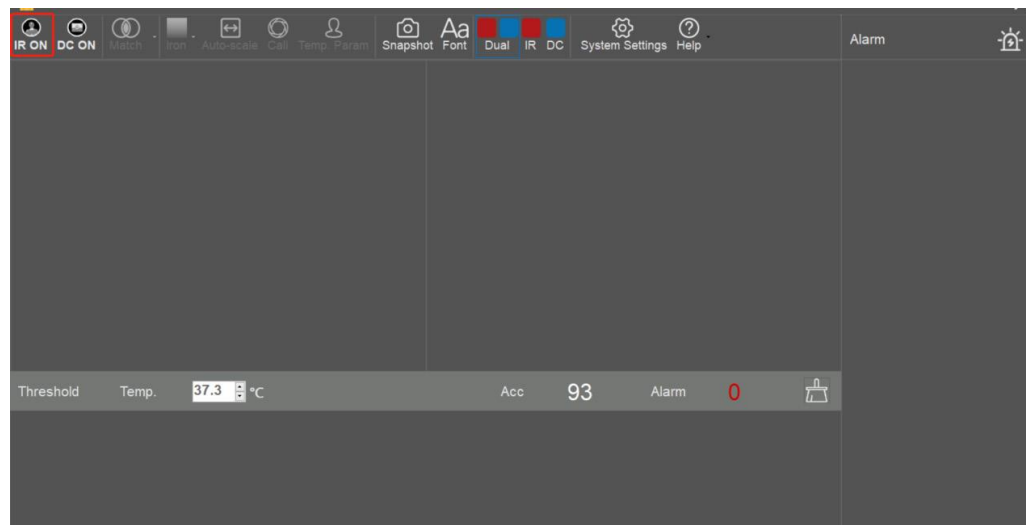 IR ON DC ON Match Iron Auto-scale Cali Temp. Param Snapshot Font Dual IR DC System Settings Help Alarm
Aa
Threshold Temp. 37.3 °C Acc 93 Alarm 0